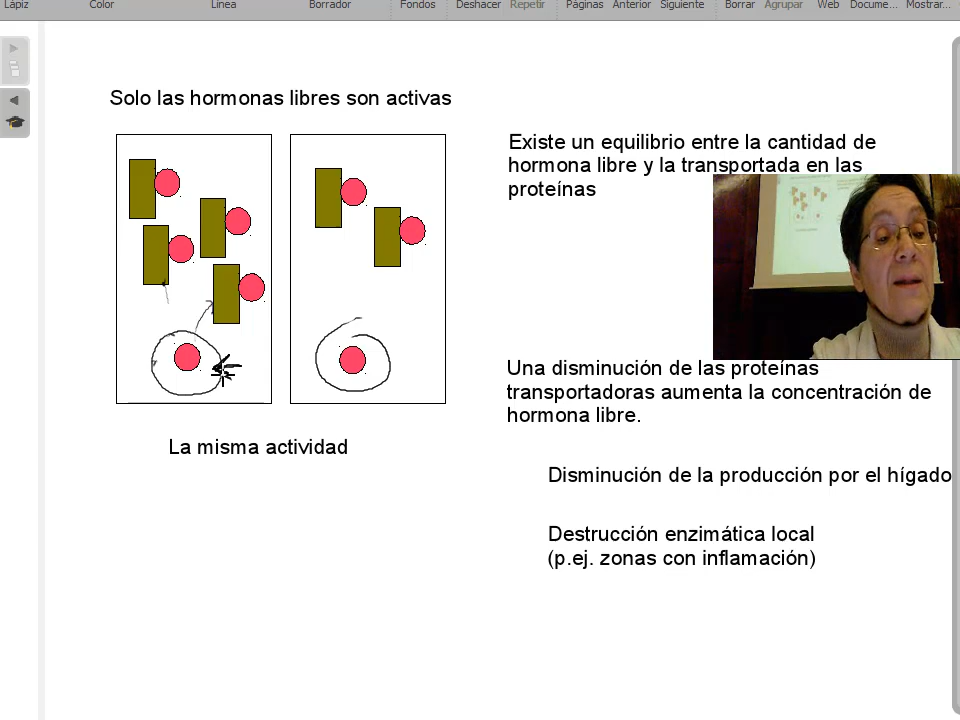 Lápiz Color Línea Borrador Fondos Deshacer Repetir Páginas Anterior Siguiente Borrar Agrupar Web Docume... Mostrar...
Solo las hormonas libres son activas
Existe un equilibrio entre la cantidad de
hormona libre y la transportada en las
proteínas
Una disminución de las proteínas
transportadoras aumenta la concentración de
hormona libre.
La misma actividad
Disminución de la producción por el hígado
Destrucción enzimática local
(p.ej. zonas con inflamación)